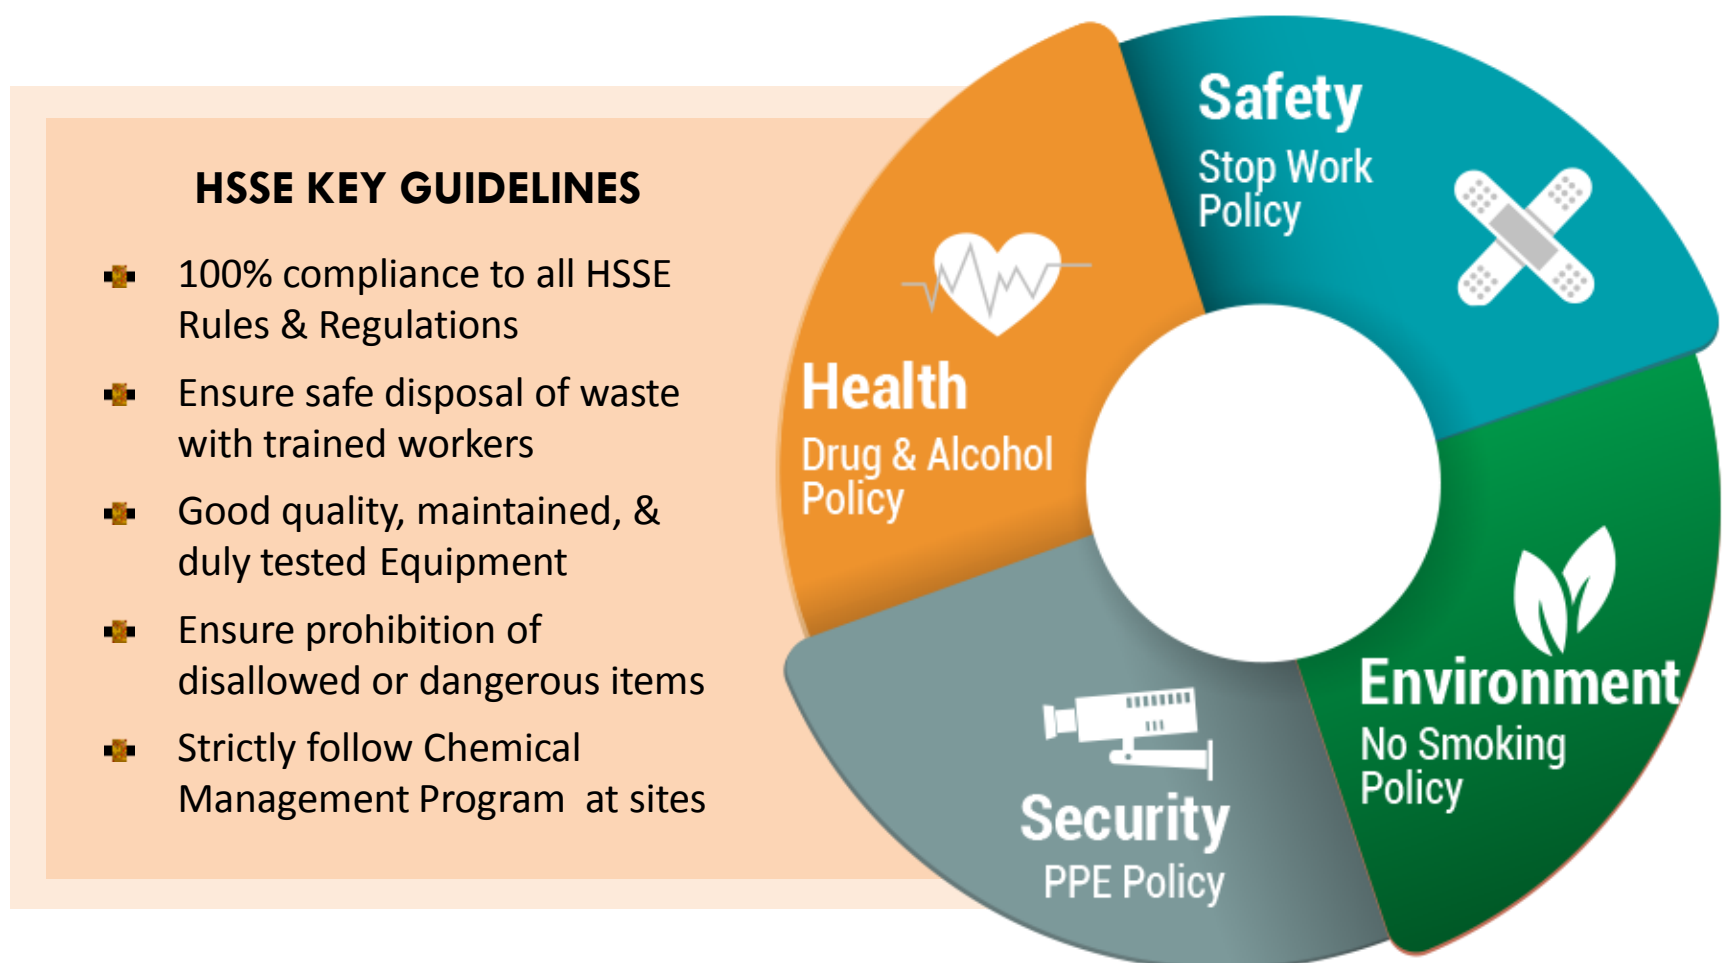 HSSE KEY GUIDELINES
100% compliance to all HSSE
Rules & Regulations
Ensure safe disposal of waste
with trained workers
Good quality, maintained, &
duly tested Equipment
Ensure prohibition of
disallowed or dangerous items
Strictly follow Chemical
Management Program  at sites
Safety
Stop Work
Policy
Health
Drug & Alcohol
Policy
Environment
No Smoking
Policy
Security
PPE Policy